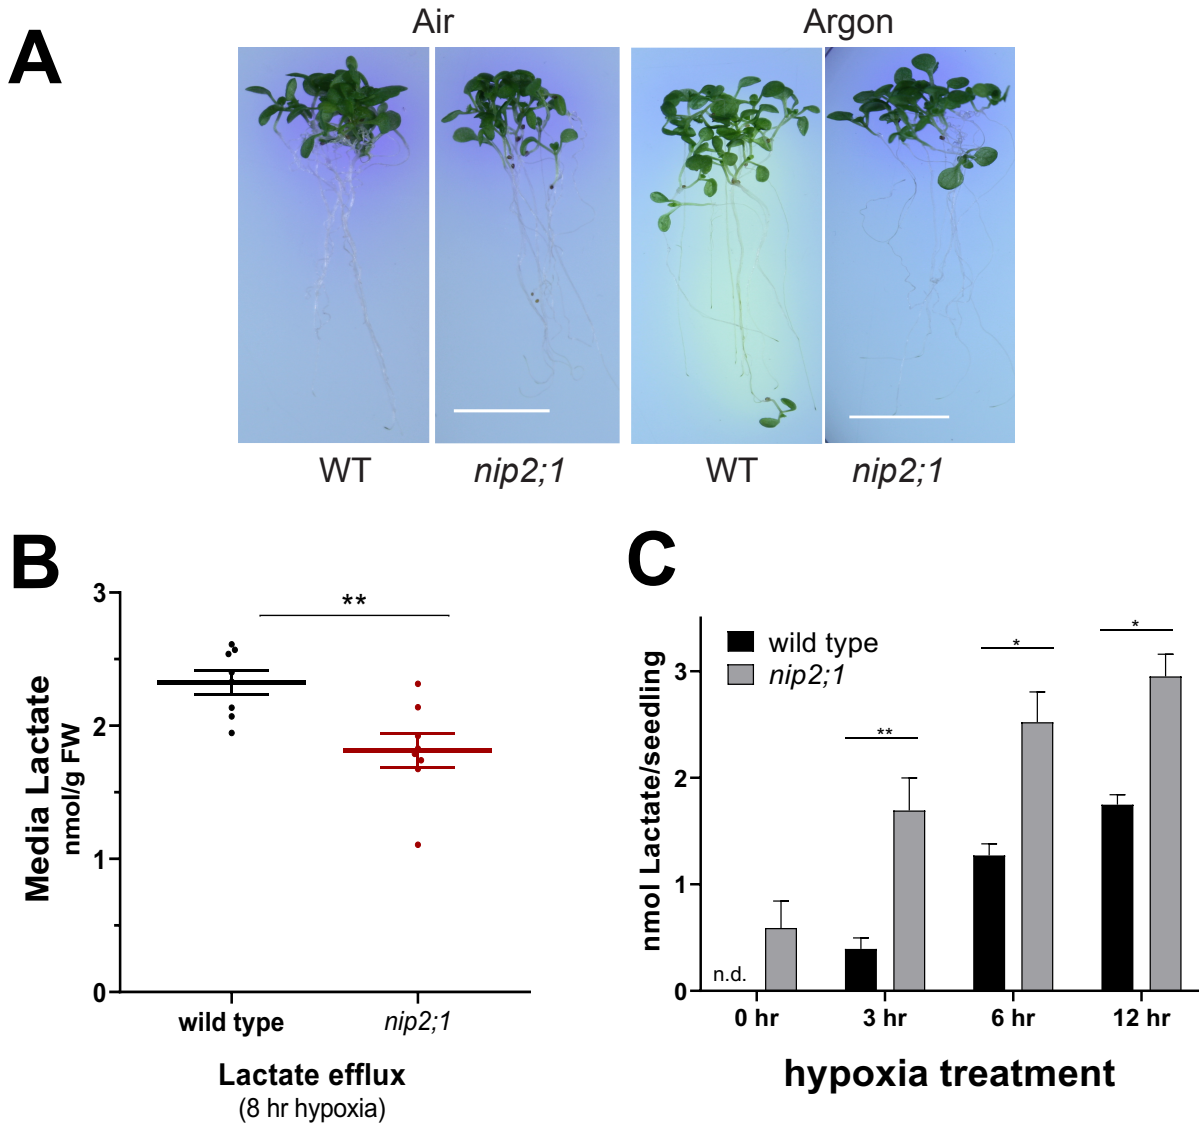 A
Air
Argon
WT
nip2;1
WT
nip2;1
B
3
2
1
0
Media Lactate
nmol/g FW
**
wild type
nip2;1
Lactate efflux
(8 hr hypoxia)
C
wild type
nip2;1
3
2
1
0
nmol Lactate/seedling
n.d.
**
*
*
0 hr
3 hr
6 hr
12 hr
hypoxia treatment